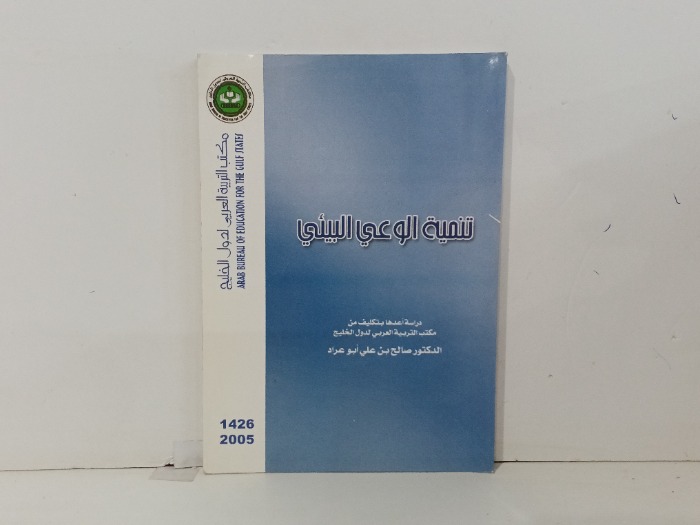 مكتب التربية العربي لدول الخليج
ARAB BUREAU OF EDUCATION FOR THE GULF STATES
تنمية الوعي البيئي
دراسة أعدها بتكليف من
مكتب التربية العربي لدول الخليج
الدكتور صالح بن علي أبو عراد
1426
2005